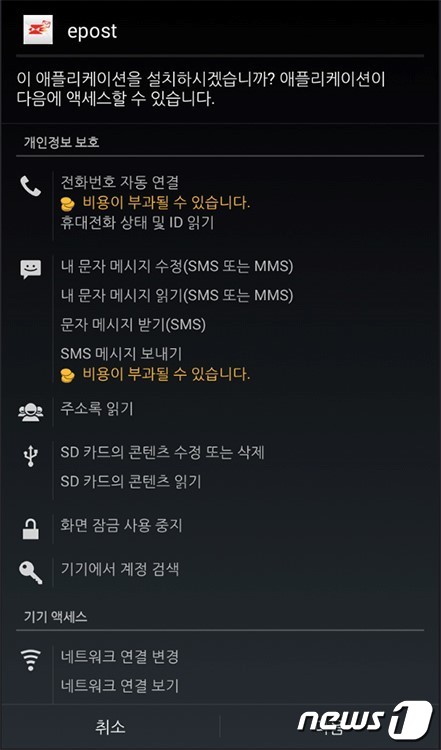 epost
이 애플리케이션을 설치하시겠습니까? 애플리케이션이
다음에 액세스할 수 있습니다.
개인정보 보호
전화번호 자동 연결
비용이 부과될 수 있습니다.
휴대전화 상태 및 ID 읽기
내 문자 메시지 수정(SMS 또는 MMS)
내 문자 메시지 읽기(SMS 또는 MMS)
문자 메시지 받기(SMS)
SMS 메시지 보내기
비용이 부과될 수 있습니다.
주소록 읽기
SD 카드의 콘텐츠 수정 또는 삭제
SD 카드의 콘텐츠 읽기
화면 잠금 사용 중지
기기에서 계정 검색
기기 액세스
네트워크 연결 변경
네트워크 연결 보기
취소
news1